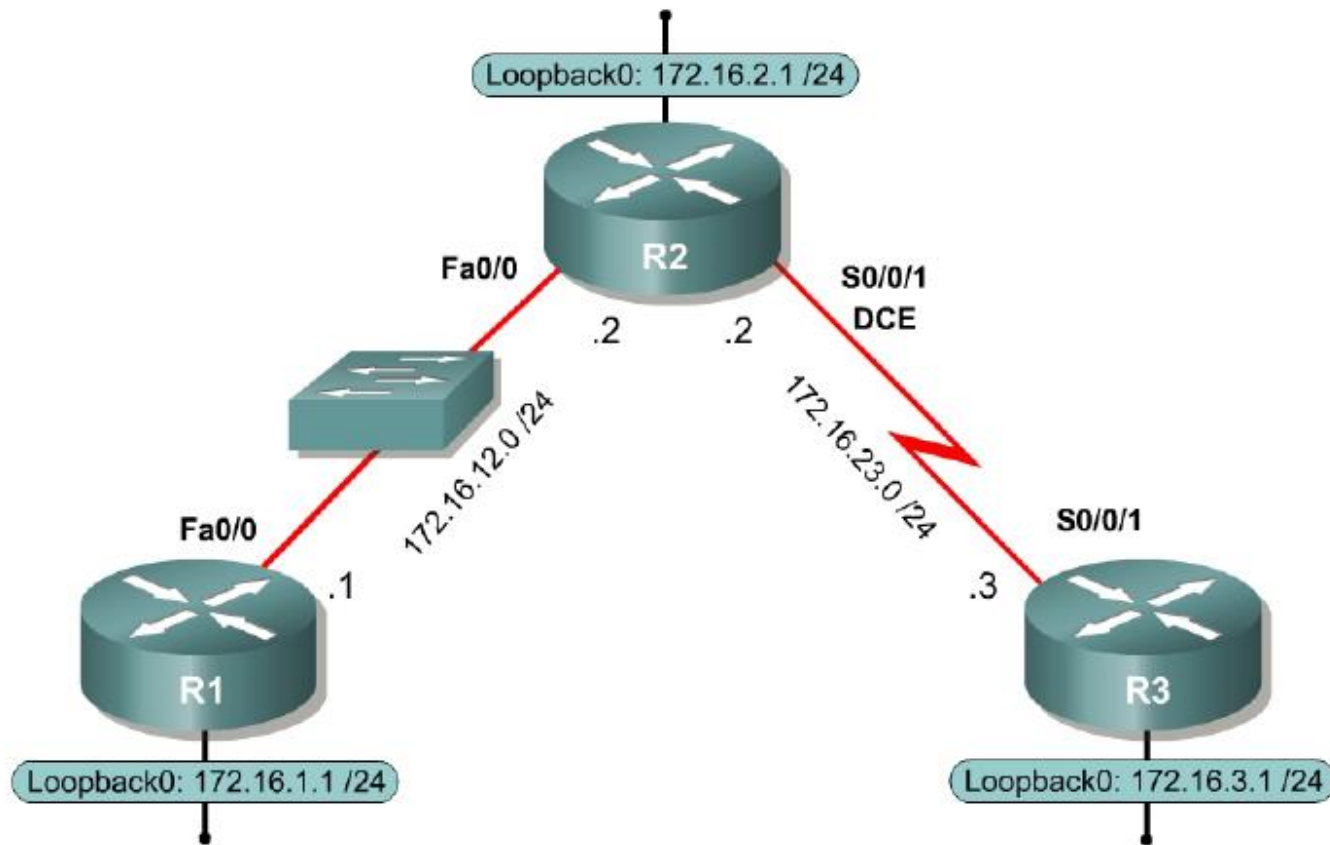 Loopback0: 172.16.2.1 /24
R2
Fa0/0
S0/0/1
DCE
.2
.2
172.16.12.0 /24
172.16.23.0 /24
Fa0/0
S0/0/1
.1
.3
R1
R3
Loopback0: 172.16.1.1 /24
Loopback0: 172.16.3.1 /24